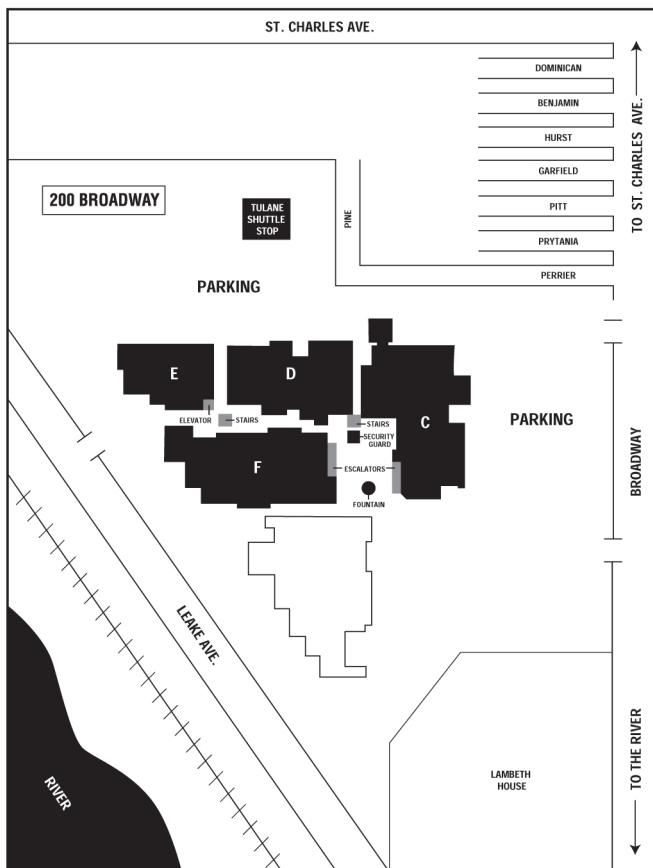 ST. CHARLES AVE.
DOMINICAN
BENJAMIN
HURST
GARFIELD
PITT
PRYTANIA
PERRIER
TO ST. CHARLES AVE.
200 BROADWAY
TULANE
SHUTTLE
STOP
PINE
PARKING
E
D
C
F
ELEVATOR
STAIRS
STAIRS
SECURITY
GUARD
ESCALATORS
FOUNTAIN
PARKING
BROADWAY
LEAKE AVE.
RIVER
LAMBETH
HOUSE
TO THE RIVER